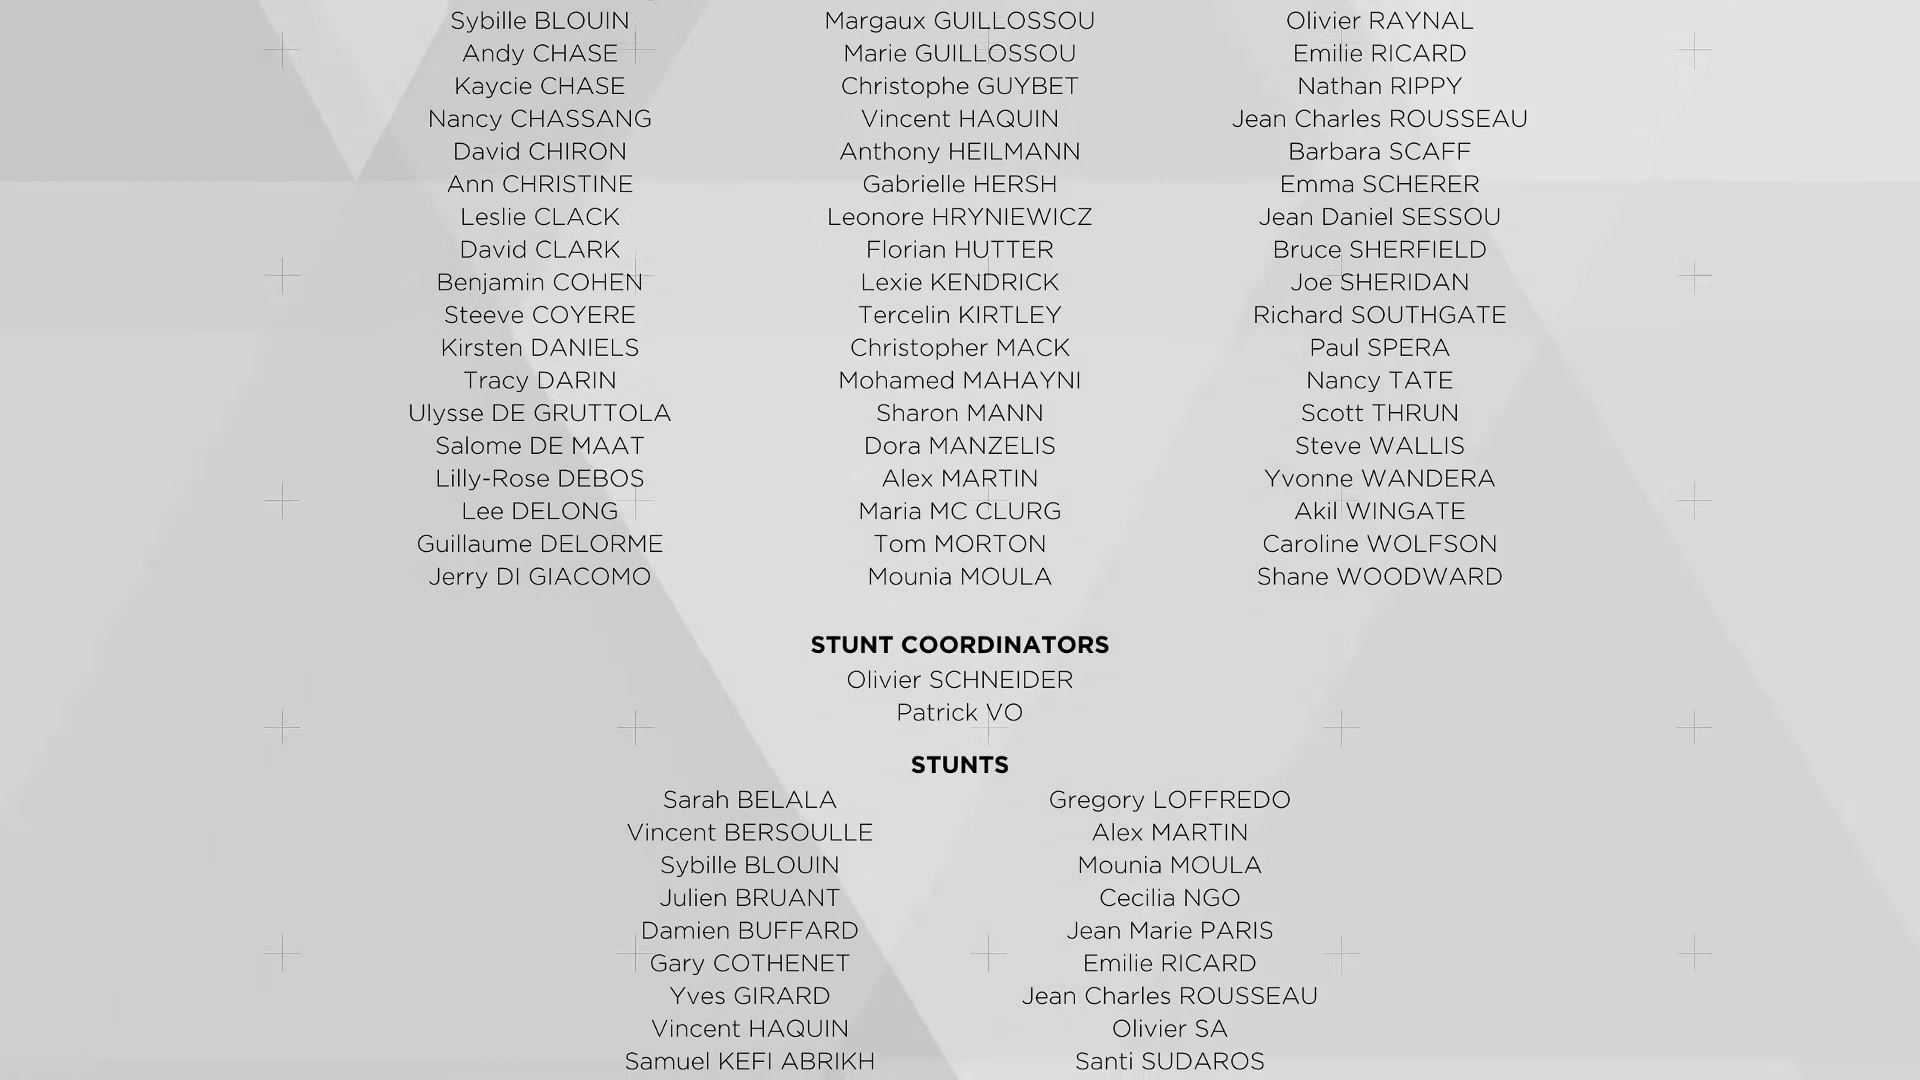 Sybille BLOUIN Margaux GUILLOSSOU Olivier RAYNAL
Andy CHASE Marie GUILLOSSOU Emilie RICARD
Kaycie CHASE Christophe GUYBET Nathan RIPPY
Nancy CHASSANG Vincent HAQUIN Jean Charles ROUSSEAU
David CHIRON Anthony HEILMANN Barbara SCAFF
Ann CHRISTINE Gabrielle HERSH Emma SCHERER
Leslie CLACK Leonore HRYNIEWICZ Jean Daniel SESSOU
David CLARK Florian HUTTER Bruce SHERFIELD
Benjamin COHEN Lexie KENDRICK Joe SHERIDAN
Steeve COYERE Tercelin KIRTLEY Richard SOUTHGATE
Kirsten DANIELS Christopher MACK Paul SPERA
Tracy DARIN Mohamed MAHAYNI Nancy TATE
Ulysse DE GRUTTOLA Sharon MANN Scott THRUN
Salome DE MAAT Dora MANZELIS Steve WALLIS
Lilly-Rose DEBOS Alex MARTIN Yvonne WANDERA
Lee DELONG Maria MC CLURG Akil WINGATE
Guillaume DELORME Tom MORTON Caroline WOLFSON
Jerry DI GIACOMO Mounia MOULA Shane WOODWARD
STUNT COORDINATORS
Olivier SCHNEIDER
Patrick VO
STUNTS
Sarah BELALA Gregory LOFFREDO
Vincent BERSOULLE Alex MARTIN
Sybille BLOUIN Mounia MOULA
Julien BRUANT Cecilia NGO
Damien BUFFARD Jean Marie PARIS
Gary COTHENET Emilie RICARD
Yves GIRARD Jean Charles ROUSSEAU
Vincent HAQUIN Olivier SA
Samuel KEFI ABRIKH Santi SUDAROS